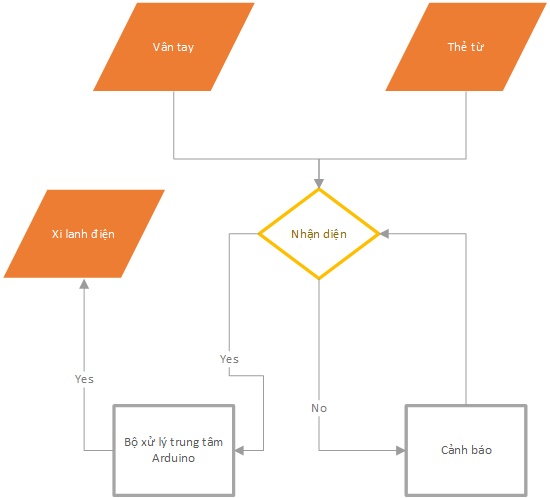 Vân tay
Thẻ từ
Xi lanh điện
Nhận diện
Yes
Yes
No
Bộ xử lý trung tâm
Arduino
Cảnh báo